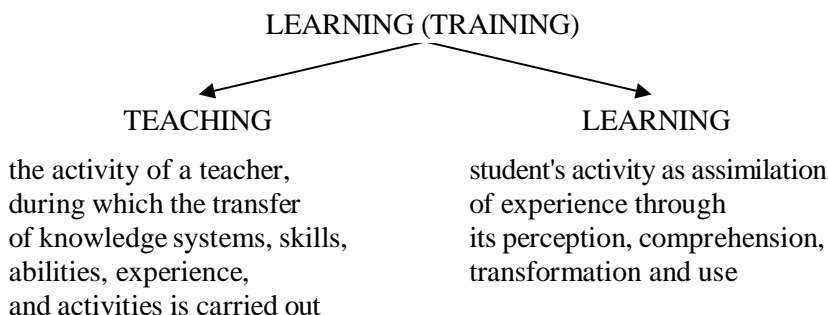 LEARNING (TRAINING)
TEACHING
the activity of a teacher,
during which the transfer
of knowledge systems, skills,
abilities, experience,
and activities is carried out
LEARNING
student's activity as assimilation
of experience through
its perception, comprehension,
transformation and use